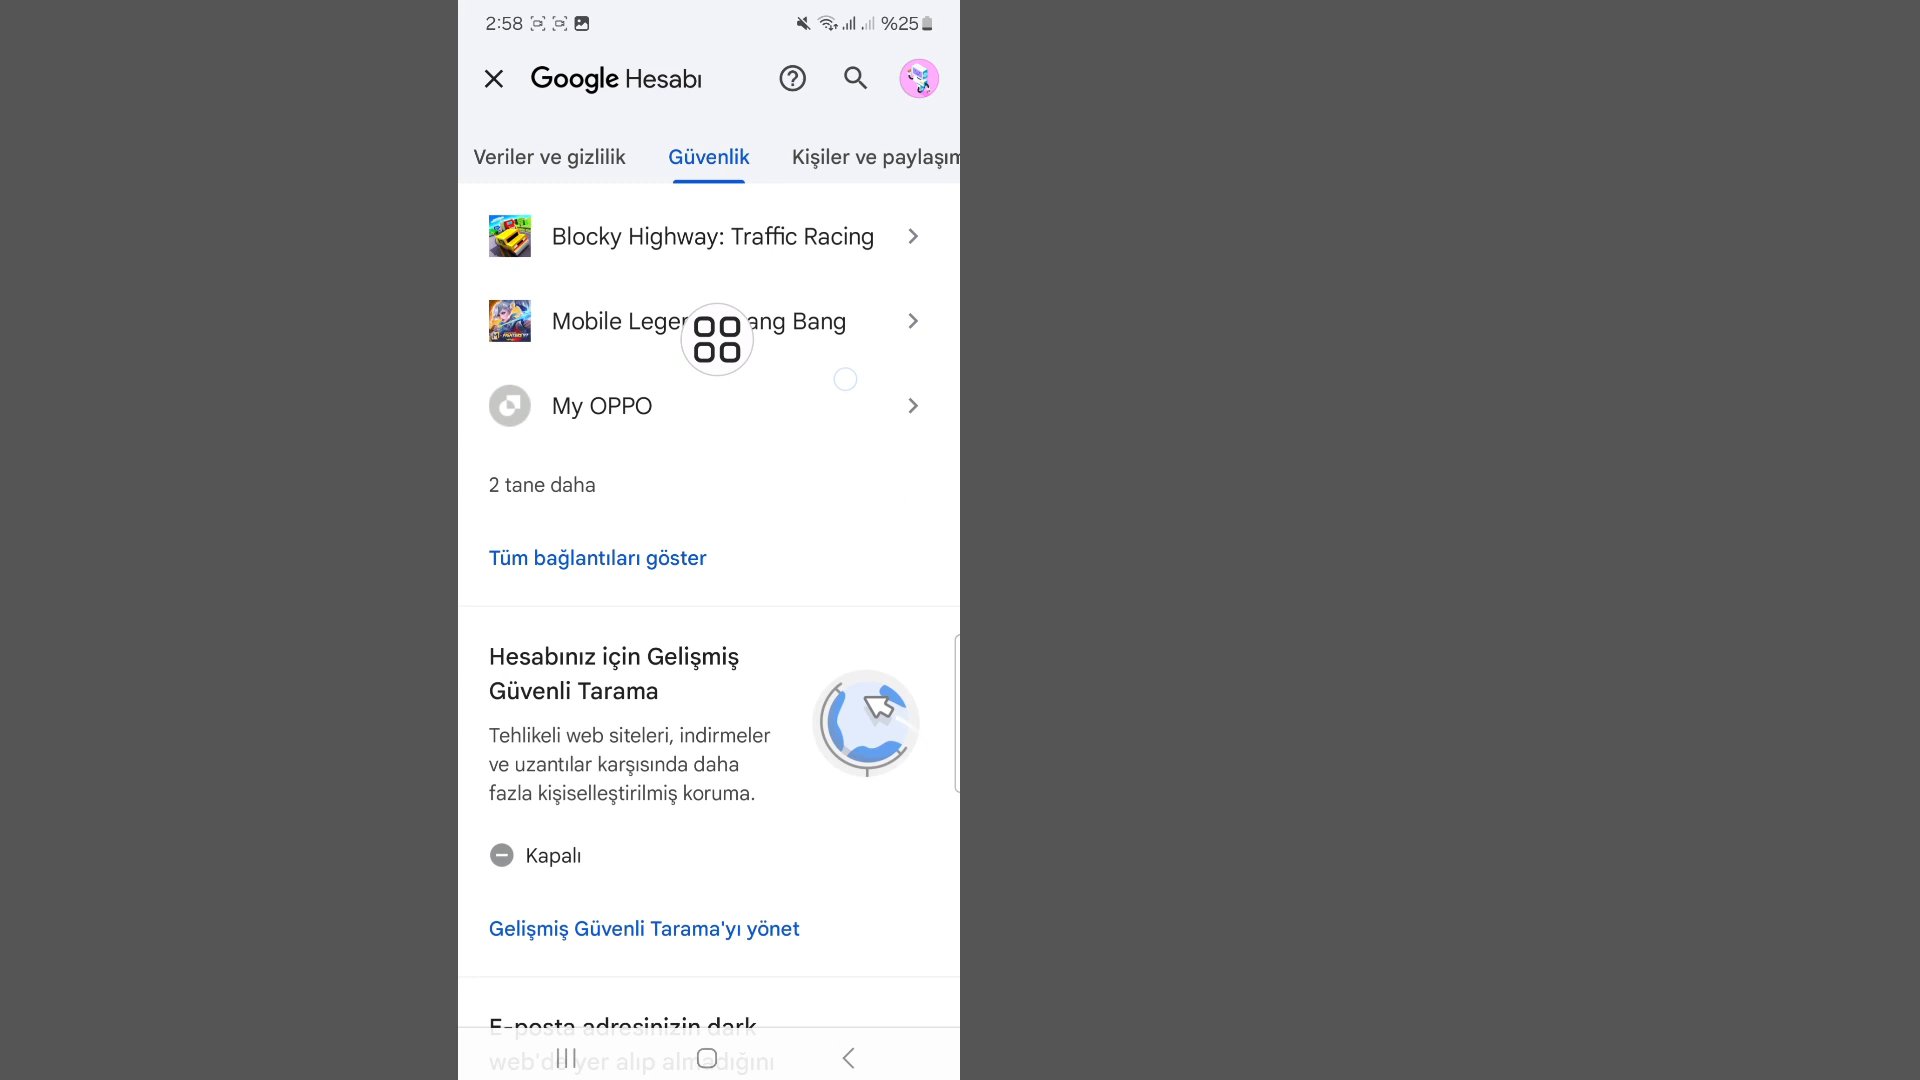 2:58 %25
Google Hesabı
Veriler ve gizlilik Güvenlik Kişiler ve paylaşım
Blocky Highway: Traffic Racing
Mobile Legen ang Bang
My OPPO
2 tane daha
Tüm bağlantıları göster
Hesabınız için Gelişmiş
Güvenli Tarama
Tehlikeli web siteleri, indirmeler
ve uzantılar karşısında daha
fazla kişiselleştirilmiş koruma.
Kapalı
Gelişmiş Güvenli Tarama'yı yönet
E-posta adresinizin dark
web'de yer alıp almadığını